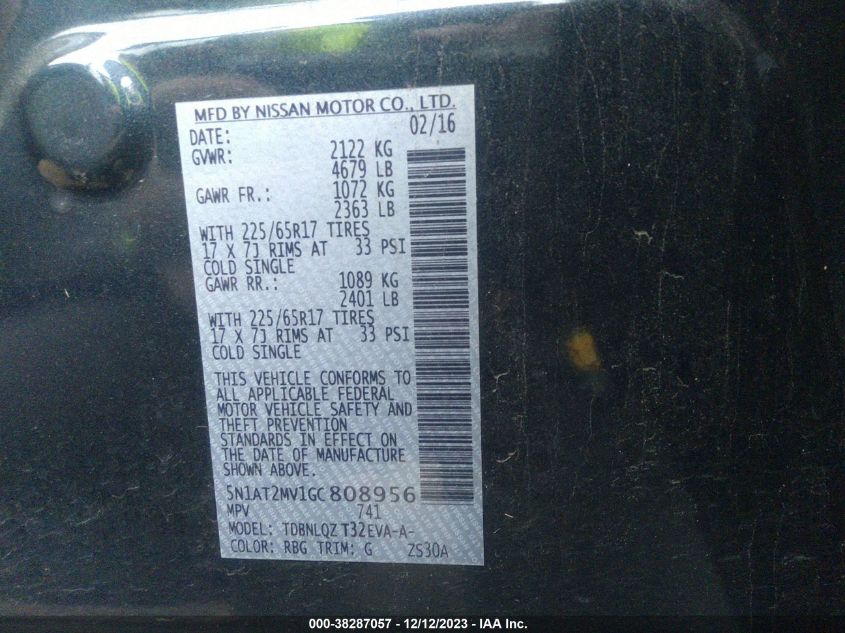 MFD BY NISSAN MOTOR CO., LTD.
DATE: 02/16
GVWR: 2122 KG
4679 LB
GAWR FR.: 1072 KG
2363 LB
WITH 225/65R17 TIRES
17 X 7J RIMS AT 33 PSI
COLD SINGLE
GAWR RR.: 1089 KG
2401 LB
WITH 225/65R17 TIRES
17 X 7J RIMS AT 33 PSI
COLD SINGLE
THIS VEHICLE CONFORMS TO
ALL APPLICABLE FEDERAL
MOTOR VEHICLE SAFETY AND
THEFT PREVENTION
STANDARDS IN EFFECT ON
THE DATE OF MANUFACTURE
SHOWN ABOVE.
5N1AT2MV1GC808956
MPV 741
MODEL: TDBNLQZ T32EVA-A-
COLOR: RBG TRIM: G ZS30A
000-38287057 - 12/12/2023 - IAA Inc.